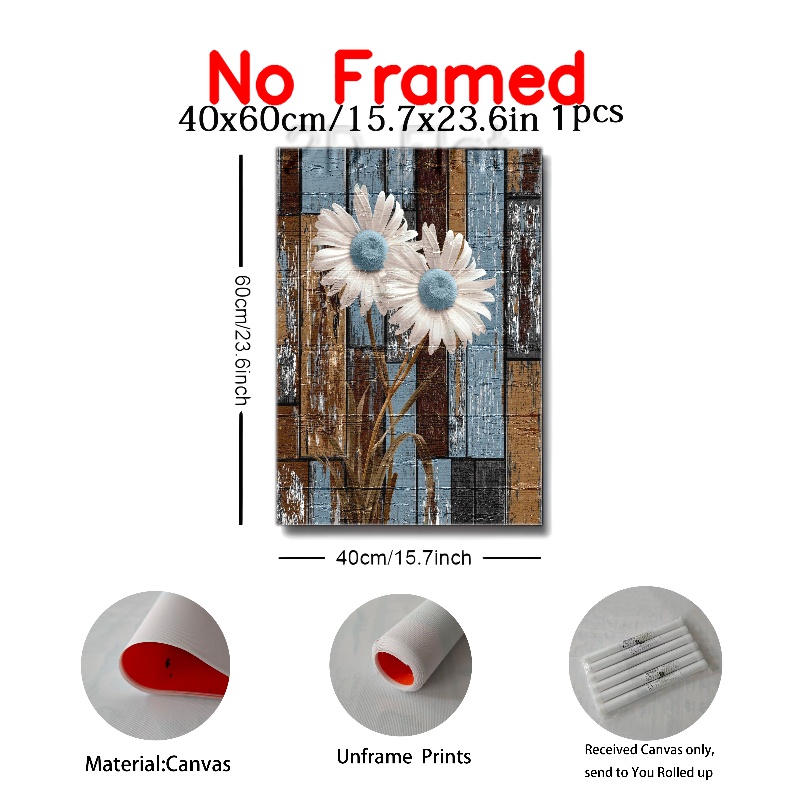 No Framed
40x60cm/15.7x23.6in 1pcs
60cm/23.6inch
40cm/15.7inch
Material:Canvas
Unframe Prints
Received Canvas only,
send to You Rolled up